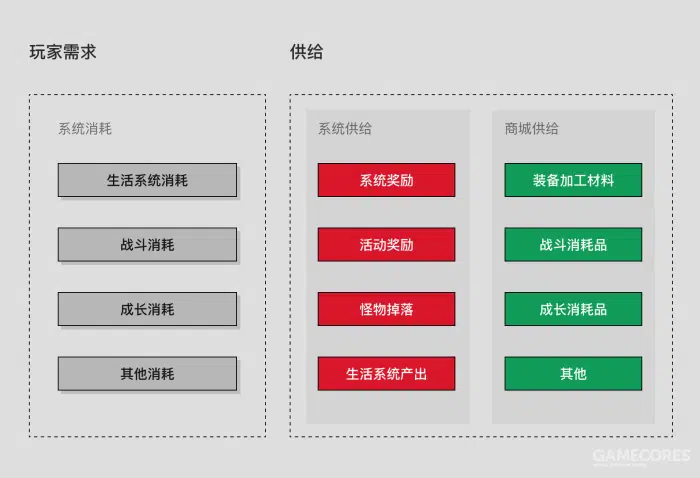 玩家需求
供给
系统消耗
生活系统消耗
战斗消耗
成长消耗
其他消耗
系统供给
系统奖励
活动奖励
怪物掉落
生活系统产出
商城供给
装备加工材料
战斗消耗品
成长消耗品
其他
GAMECORES